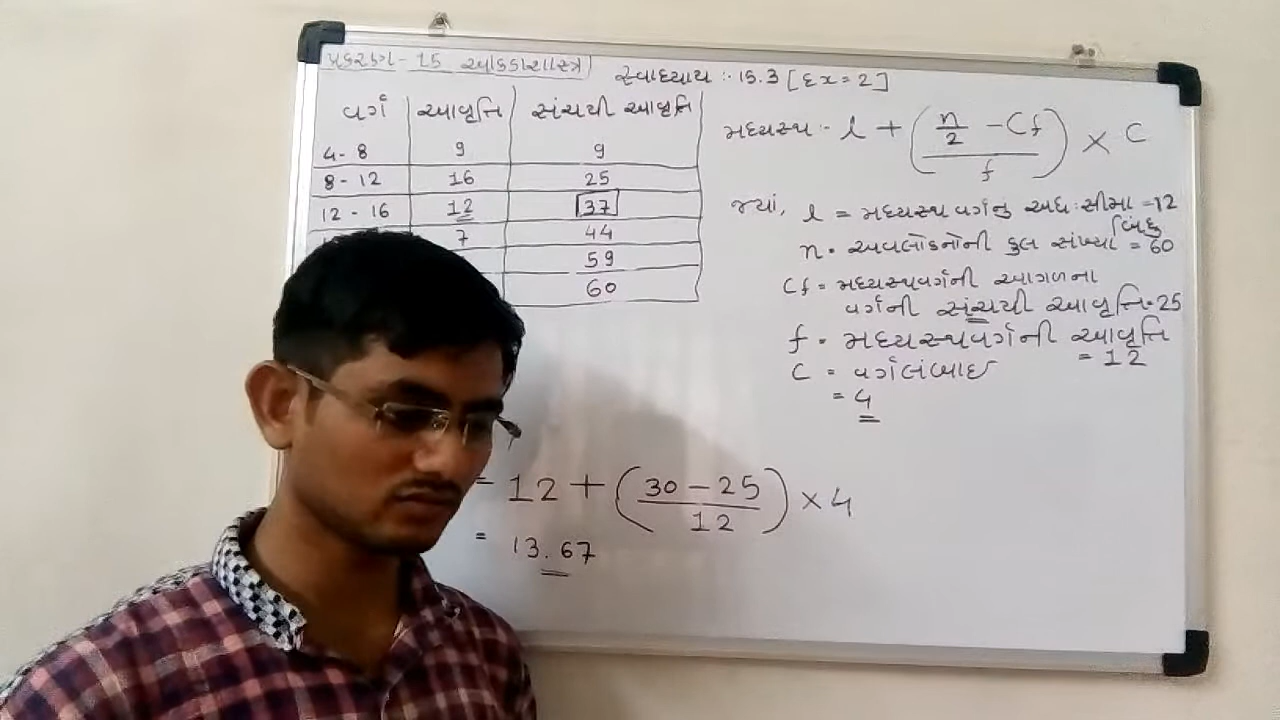 પ્રકરણ - 15 આંકડાશાસ્ત્ર
સ્વાધ્યાય :- 15.3 [દા x = 2]
વર્ગ આવૃત્તિ સંચયી આવૃત્તિ
4 - 8 9 9
8 - 12 16 25
12 - 16 12 37
7 44
59
60
મધ્યસ્થ :- l + ( n/2 - Cf / f ) × C
જ્યાં, l = મધ્યસ્થ વર્ગનું અધઃસીમા = 12
બિંદુ
n = અવલોકનોની કુલ સંખ્યા = 60
Cf = મધ્યસ્થવર્ગની આગળના
વર્ગની સંચયી આવૃત્તિ = 25
f = મધ્યસ્થવર્ગની આવૃત્તિ
= 12
C = વર્ગલંબાઈ
= 4
= 12 + ( 30 - 25 / 12 ) × 4
= 13.67